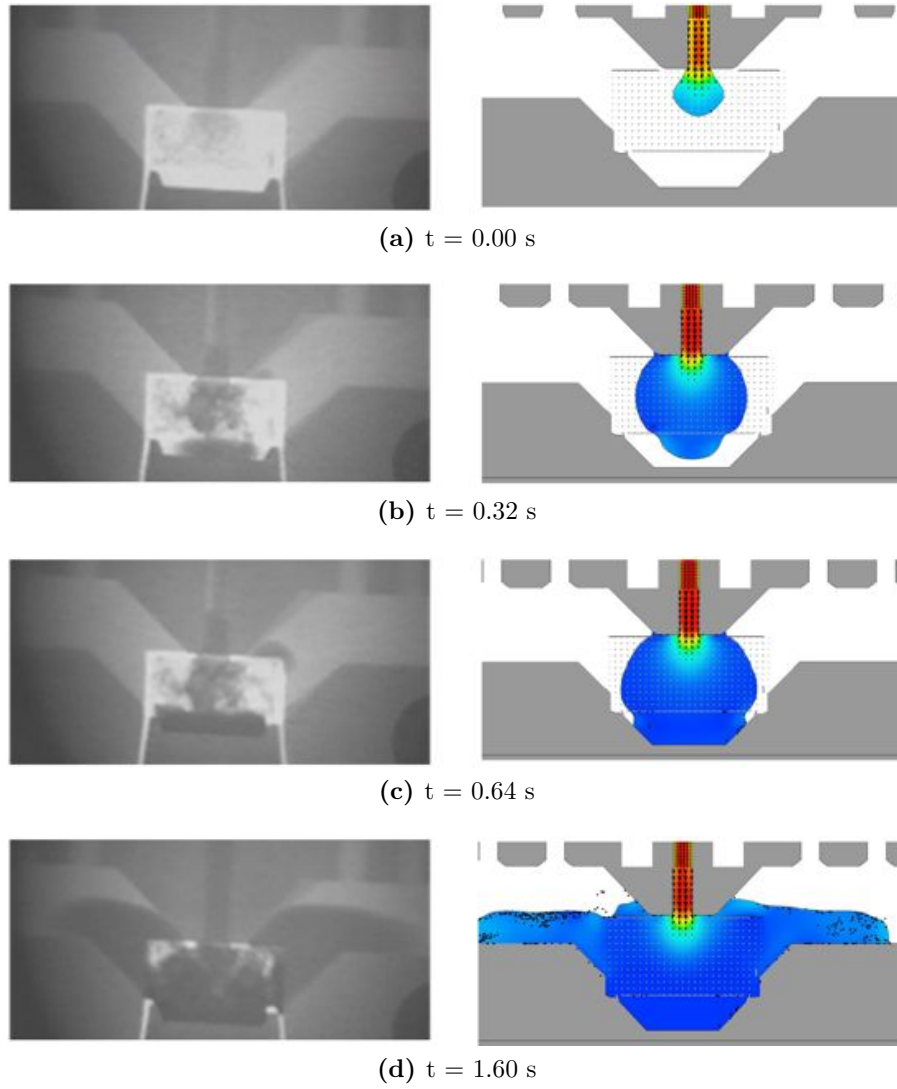 (a) t = 0.00 s
(b) t = 0.32 s
(c) t = 0.64 s
(d) t = 1.60 s